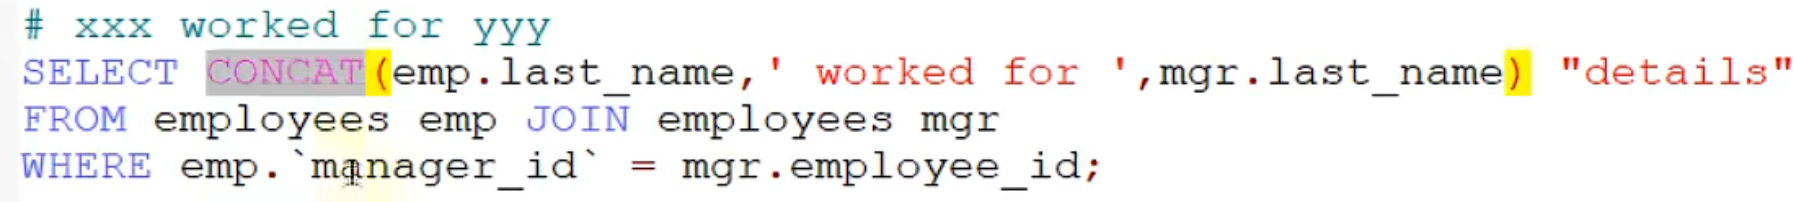 # xxx worked for yyy
SELECT CONCAT(emp.last_name,' worked for ',mgr.last_name) "details"
FROM employees emp JOIN employees mgr
WHERE emp.`manager_id` = mgr.employee_id;